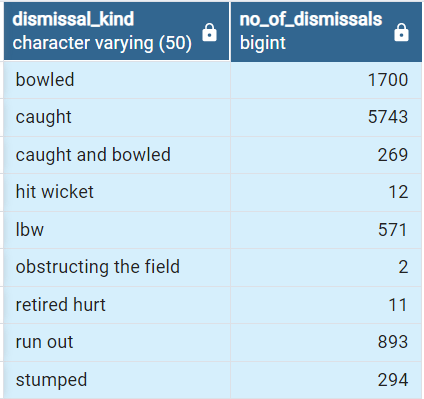 dismissal_kind no_of_dismissals
character varying (50) bigint
bowled 1700
caught 5743
caught and bowled 269
hit wicket 12
lbw 571
obstructing the field 2
retired hurt 11
run out 893
stumped 294